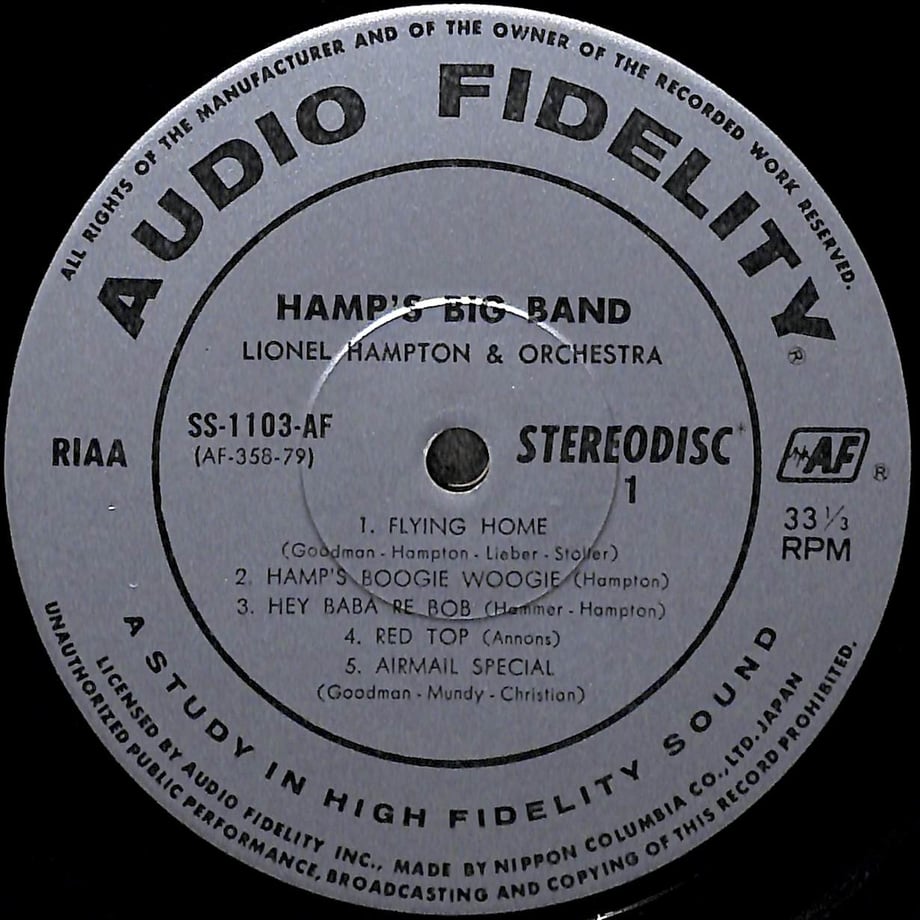 ALL RIGHTS OF THE MANUFACTURER AND OF THE OWNER OF THE RECORDED WORK RESERVED.
AUDIO FIDELITY®
HAMP'S BIG BAND
LIONEL HAMPTON & ORCHESTRA
SS-1103-AF
(AF-358-79)
RIAA
STEREODISC*
1
AF ®
33 1/3
RPM
1. FLYING HOME
(Goodman - Hampton - Lieber - Stoller)
2. HAMP'S BOOGIE WOOGIE (Hampton)
3. HEY BABA RE BOB (Hammer - Hampton)
4. RED TOP (Annons)
5. AIRMAIL SPECIAL
(Goodman - Mundy - Christian)
A STUDY IN HIGH FIDELITY SOUND
LICENSED BY AUDIO FIDELITY INC., MADE BY NIPPON COLUMBIA CO., LTD. JAPAN
UNAUTHORIZED PUBLIC PERFORMANCE, BROADCASTING AND COPYING OF THIS RECORD PROHIBITED.